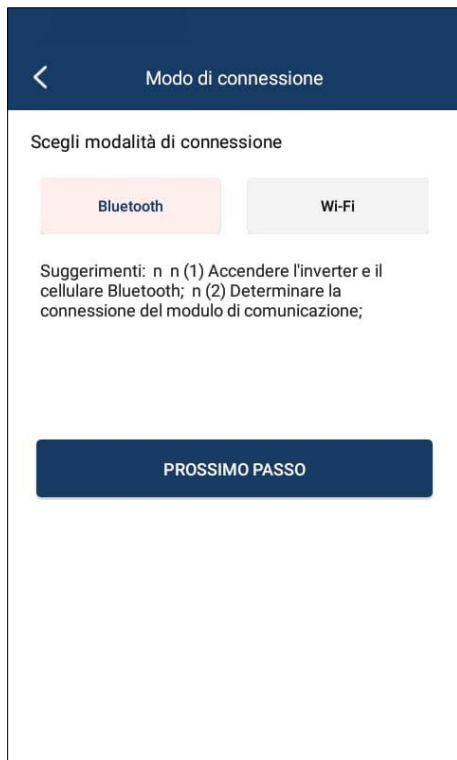 Modo di connessione
Scegli modalità di connessione
Bluetooth
Wi-Fi
Suggerimenti: n n (1) Accendere l'inverter e il
cellulare Bluetooth; n (2) Determinare la
connessione del modulo di comunicazione;
PROSSIMO PASSO